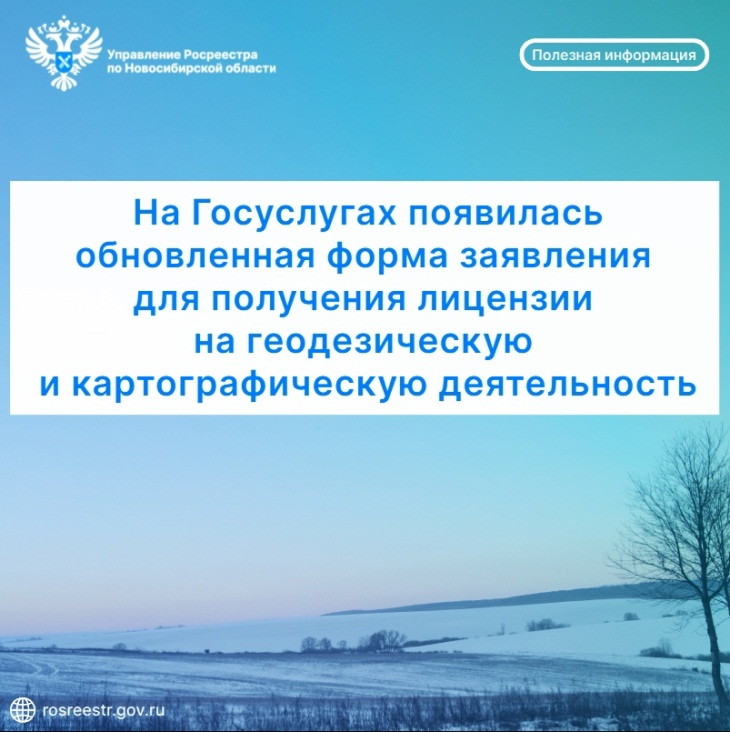 Управление Росреестра
по Новосибирской области
Полезная информация
На Госуслугах появилась
обновленная форма заявления
для получения лицензии
на геодезическую
и картографическую деятельность
rosreestr.gov.ru